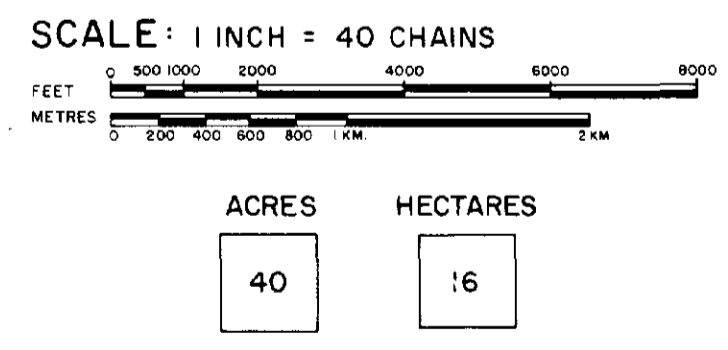 SCALE: 1 INCH = 40 CHAINS
0 500 1000 2000 4000 6000 8000
FEET
METRES
0 200 400 600 800 1 KM. 2 KM
ACRES HECTARES
40 16